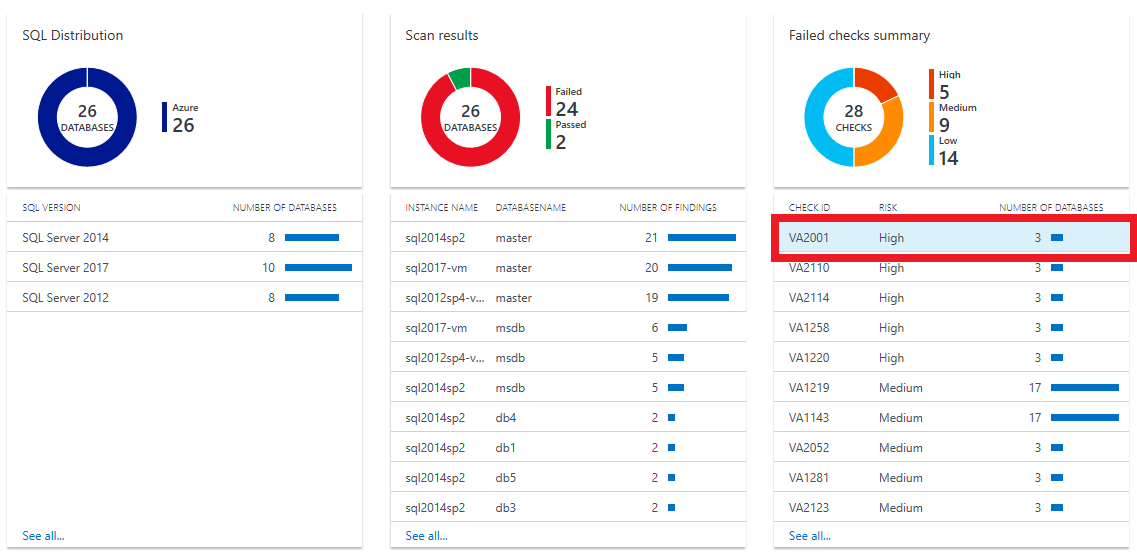 SQL Distribution
26
DATABASES
Azure
26
SQL VERSION NUMBER OF DATABASES
SQL Server 2014 8
SQL Server 2017 10
SQL Server 2012 8
See all...
Scan results
26
DATABASES
Failed
24
Passed
2
INSTANCE NAME DATABASENAME NUMBER OF FINDINGS
sql2014sp2 master 21
sql2017-vm master 20
sql2012sp4-v... master 19
sql2017-vm msdb 6
sql2012sp4-v... msdb 5
sql2014sp2 msdb 5
sql2014sp2 db4 2
sql2014sp2 db1 2
sql2014sp2 db5 2
sql2014sp2 db3 2
See all...
Failed checks summary
28
CHECKS
High
5
Medium
9
Low
14
CHECK ID RISK NUMBER OF DATABASES
VA2001 High 3
VA2110 High 3
VA2114 High 3
VA1258 High 3
VA1220 High 3
VA1219 Medium 17
VA1143 Medium 17
VA2052 Medium 3
VA1281 Medium 3
VA2123 Medium 3
See all...